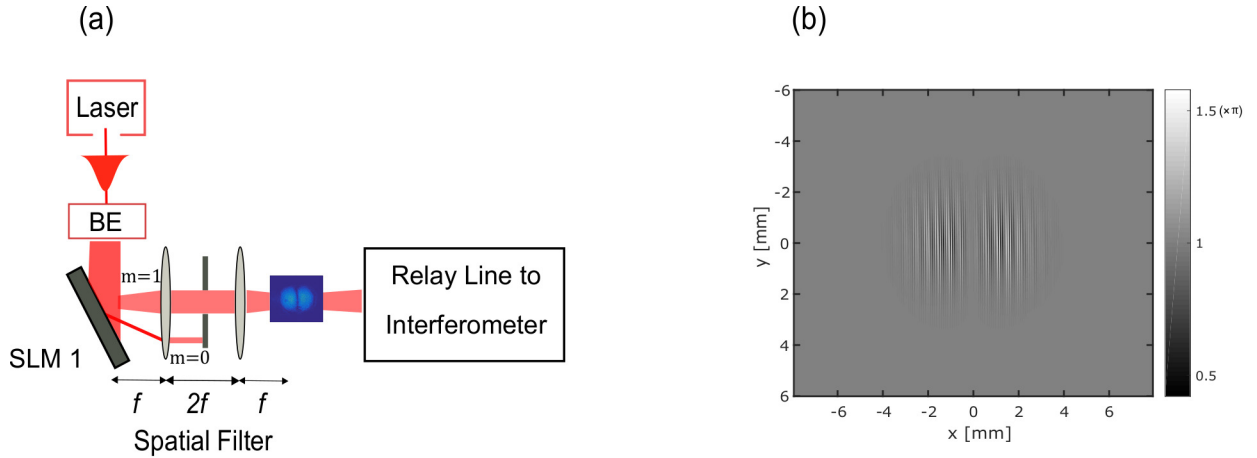 (a)
Laser
BE
SLM 1
m=1
m=0
f
2f
f
Spatial Filter
Relay Line to
Interferometer
(b)
-6
-4
-2
0
2
4
6
y [mm]
-6
-4
-2
0
2
4
6
x [mm]
1.5 (×π)
1
0.5